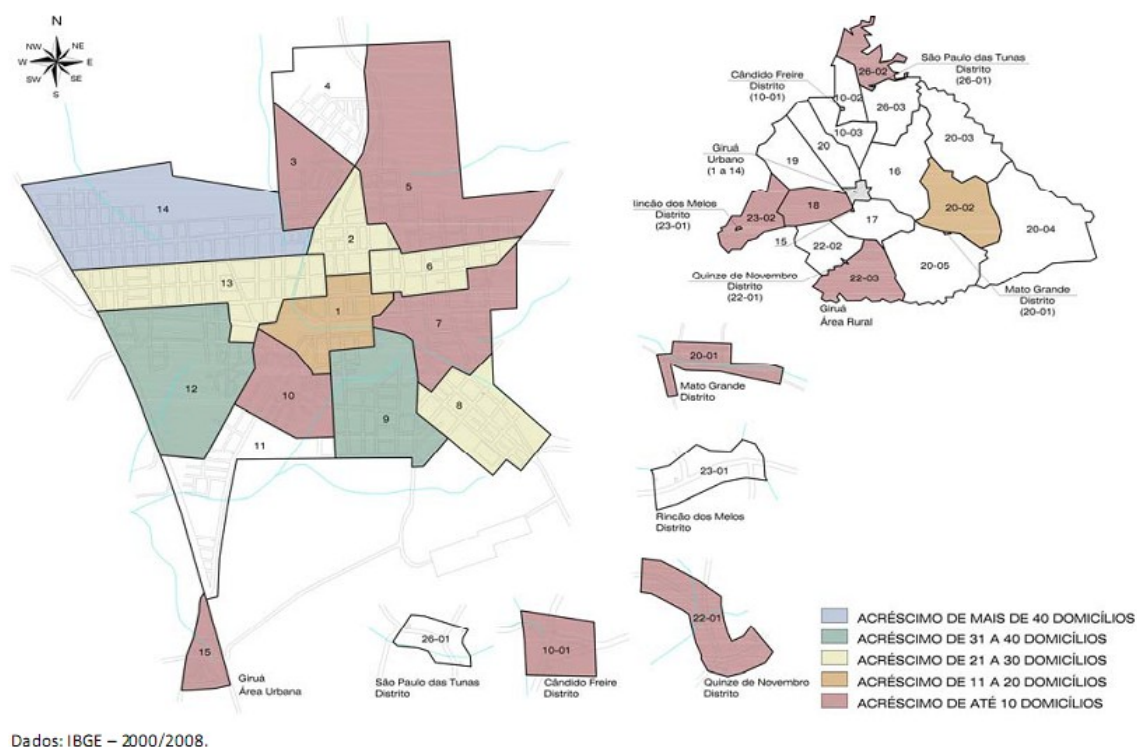 N
NW
NE
W
E
SW
SE
S
4
3
5
14
2
6
13
1
7
12
10
9
8
11
15
Giruá
Área Urbana
26-02
São Paulo das Tunas
Distrito
(26-01)
Cândido Freire
Distrito
(10-01)
10-02
26-03
10-03
20
20-03
Giruá
Urbano
(1 a 14)
19
16
18
20-02
lincão dos Melos
Distrito
(23-01)
23-02
17
20-04
15
22-02
20-05
Quinze de Novembro
Distrito
(22-01)
22-03
Mato Grande
Distrito
(20-01)
Giruá
Área Rural
20-01
Mato Grande
Distrito
23-01
Rincão dos Melos
Distrito
26-01
São Paulo das Tunas
Distrito
10-01
Cândido Freire
Distrito
22-01
Quinze de Novembro
Distrito
ACRÉSCIMO DE MAIS DE 40 DOMICÍLIOS
ACRÉSCIMO DE 31 A 40 DOMICÍLIOS
ACRÉSCIMO DE 21 A 30 DOMICÍLIOS
ACRÉSCIMO DE 11 A 20 DOMICÍLIOS
ACRÉSCIMO DE ATÉ 10 DOMICÍLIOS
Dados: IBGE – 2000/2008.